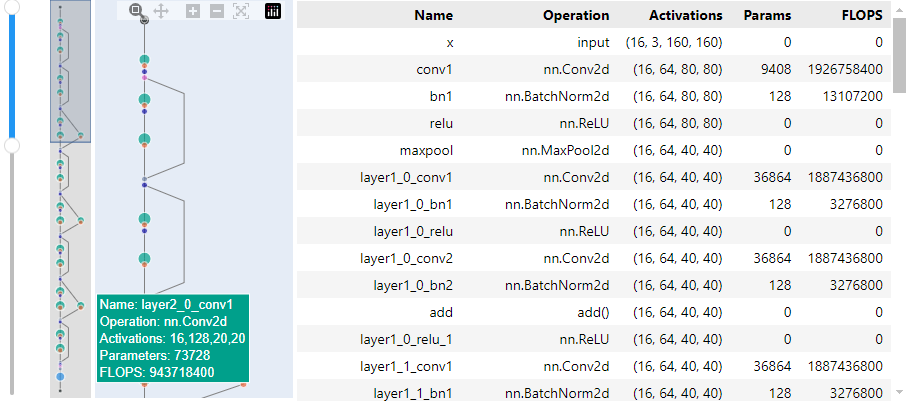 Name Operation Activations Params FLOPS
x input (16, 3, 160, 160) 0 0
conv1 nn.Conv2d (16, 64, 80, 80) 9408 1926758400
bn1 nn.BatchNorm2d (16, 64, 80, 80) 128 13107200
relu nn.ReLU (16, 64, 80, 80) 0 0
maxpool nn.MaxPool2d (16, 64, 40, 40) 0 0
layer1_0_conv1 nn.Conv2d (16, 64, 40, 40) 36864 1887436800
layer1_0_bn1 nn.BatchNorm2d (16, 64, 40, 40) 128 3276800
layer1_0_relu nn.ReLU (16, 64, 40, 40) 0 0
layer1_0_conv2 nn.Conv2d (16, 64, 40, 40) 36864 1887436800
layer1_0_bn2 nn.BatchNorm2d (16, 64, 40, 40) 128 3276800
add add() (16, 64, 40, 40) 0 0
layer1_0_relu_1 nn.ReLU (16, 64, 40, 40) 0 0
layer1_1_conv1 nn.Conv2d (16, 64, 40, 40) 36864 1887436800
layer1_1_bn1 nn.BatchNorm2d (16, 64, 40, 40) 128 3276800
Name: layer2_0_conv1
Operation: nn.Conv2d
Activations: 16,128,20,20
Parameters: 73728
FLOPS: 943718400